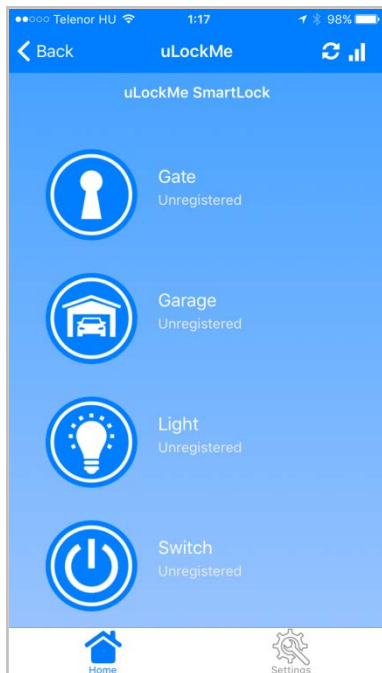 Telenor HU 1:17 98%
Back uLockMe
uLockMe SmartLock
Gate
Unregistered
Garage
Unregistered
Light
Unregistered
Switch
Unregistered
Home Settings